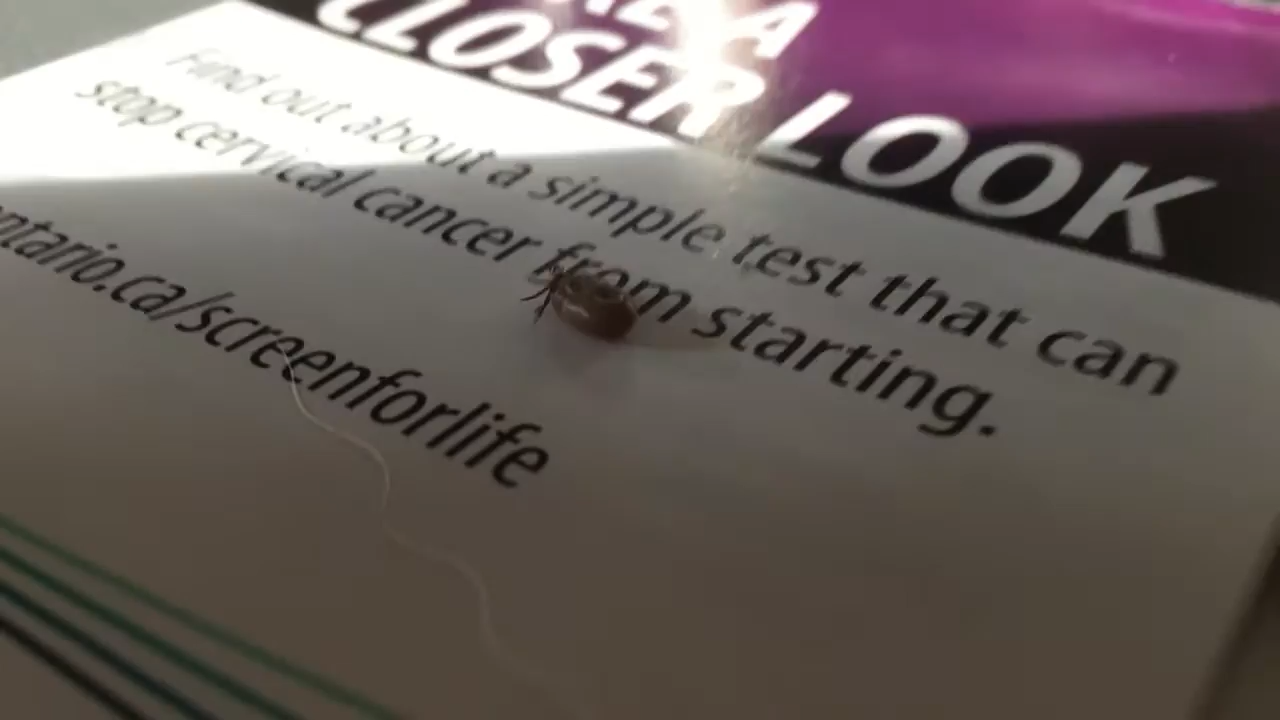 A
CLOSER LOOK
Find out about a simple test that can
stop cervical cancer from starting.
ntario.ca/screenforlife